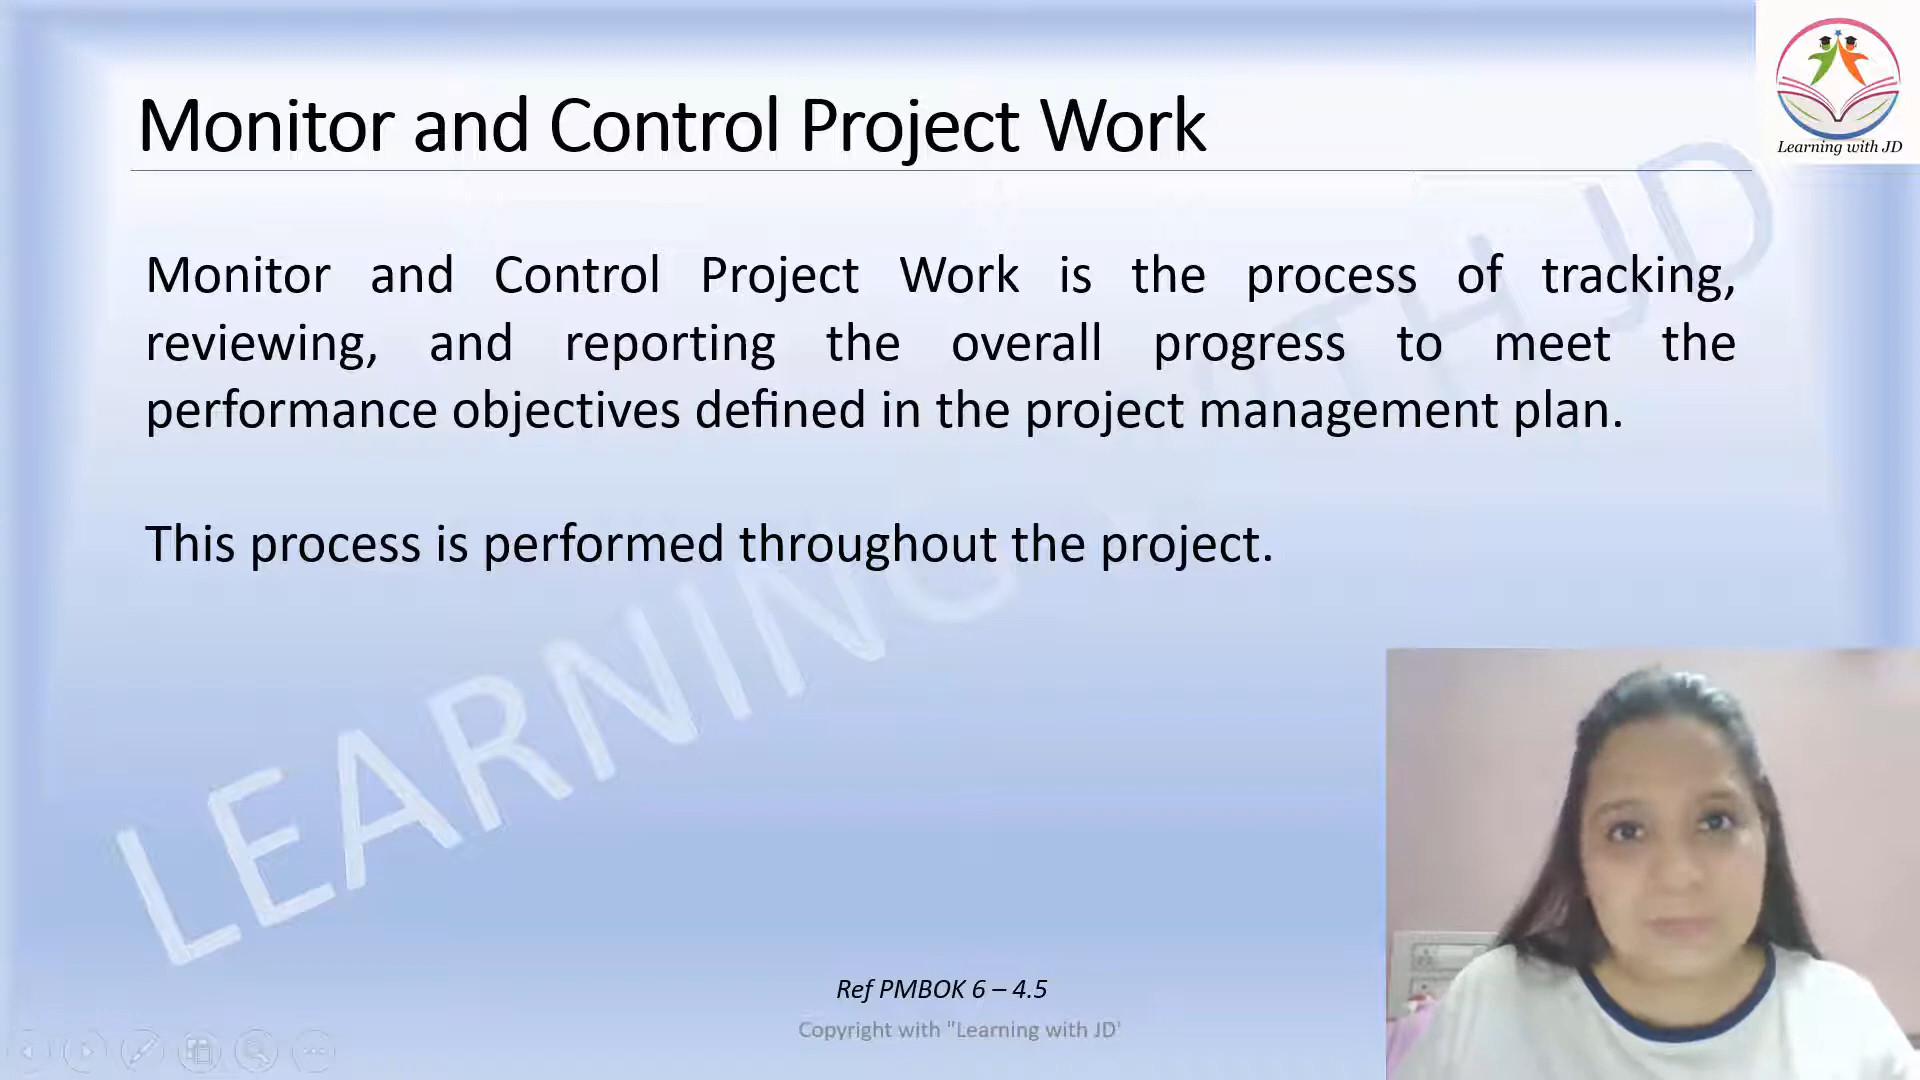 Monitor and Control Project Work
Learning with JD
Monitor and Control Project Work is the process of tracking,
reviewing, and reporting the overall progress to meet the
performance objectives defined in the project management plan.
This process is performed throughout the project.
LEARNING WITH JD
Ref PMBOK 6 – 4.5
Copyright with "Learning with JD'